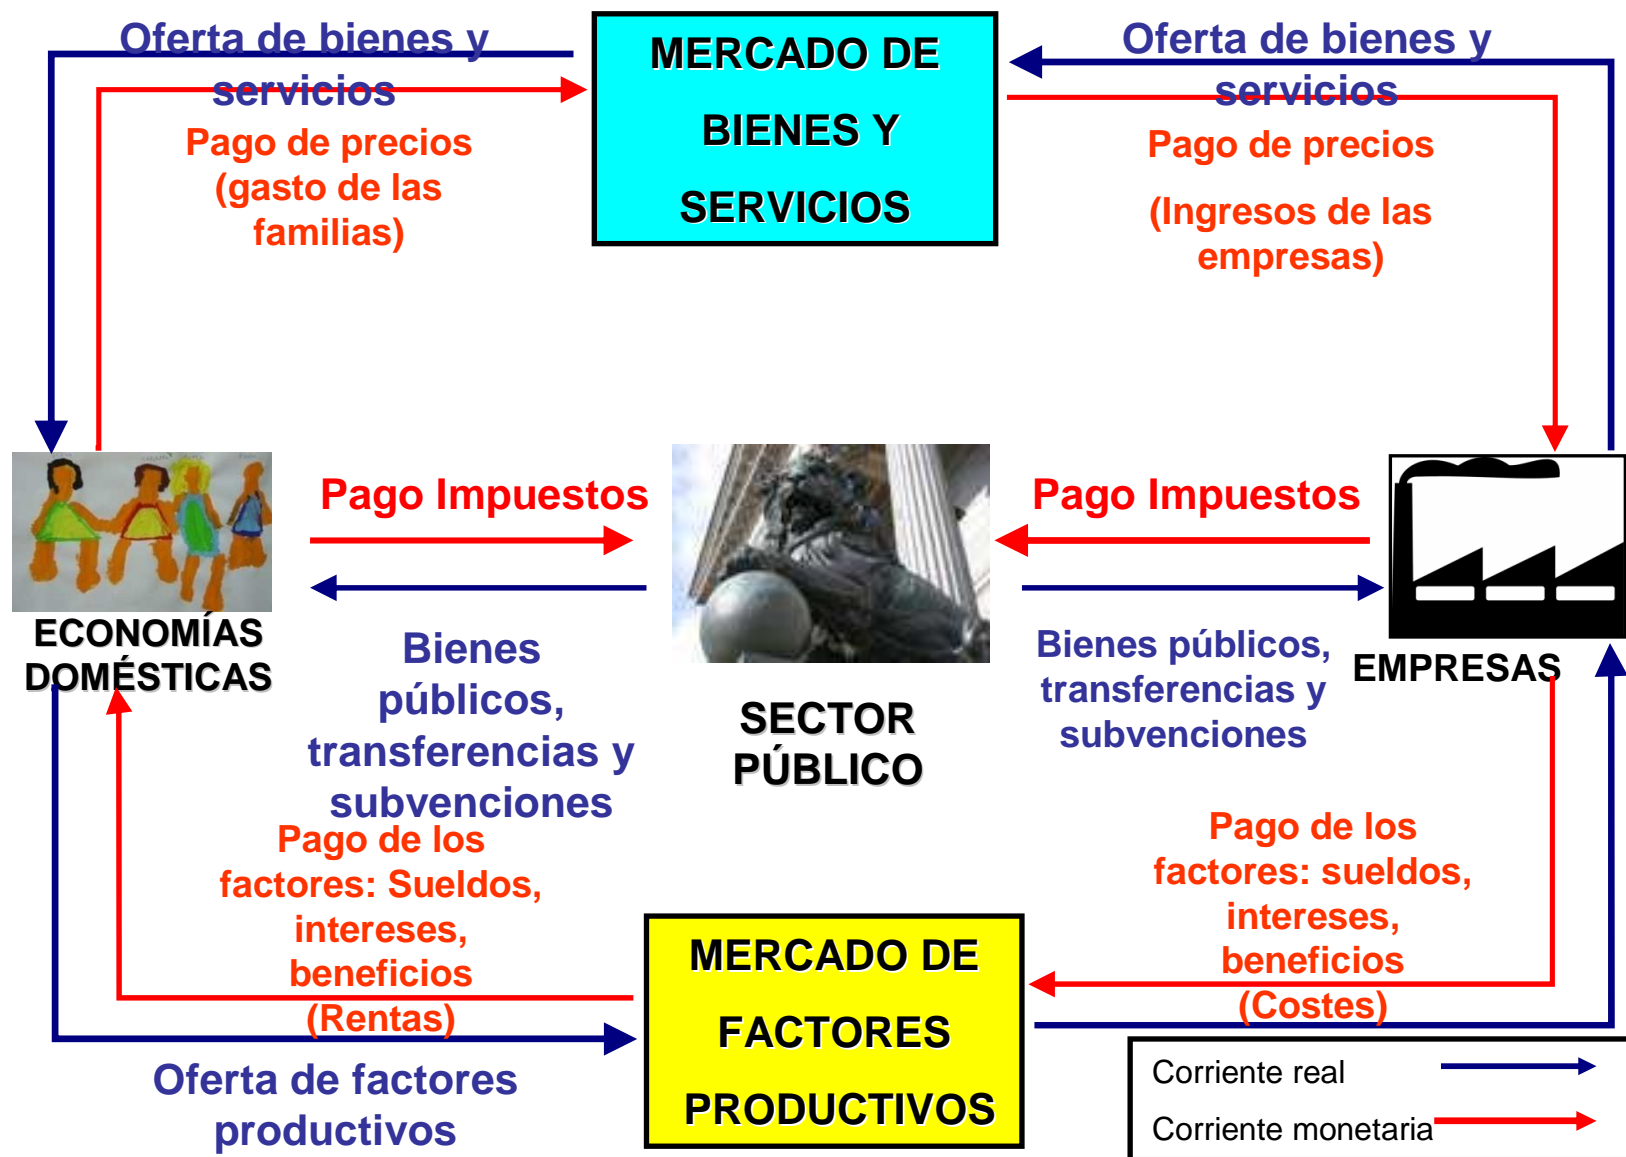 Oferta de bienes y
servicios
Pago de precios
(gasto de las
familias)
MERCADO DE
BIENES Y
SERVICIOS
Oferta de bienes y
servicios
Pago de precios
(Ingresos de las
empresas)
Pago Impuestos
Pago Impuestos
ECONOMÍAS
DOMÉSTICAS
Bienes
públicos,
transferencias y
subvenciones
SECTOR
PÚBLICO
Bienes públicos,
transferencias y
subvenciones
EMPRESAS
Pago de los
factores: Sueldos,
intereses,
beneficios
(Rentas)
Oferta de factores
productivos
MERCADO DE
FACTORES
PRODUCTIVOS
Pago de los
factores: sueldos,
intereses,
beneficios
(Costes)
Corriente real
Corriente monetaria